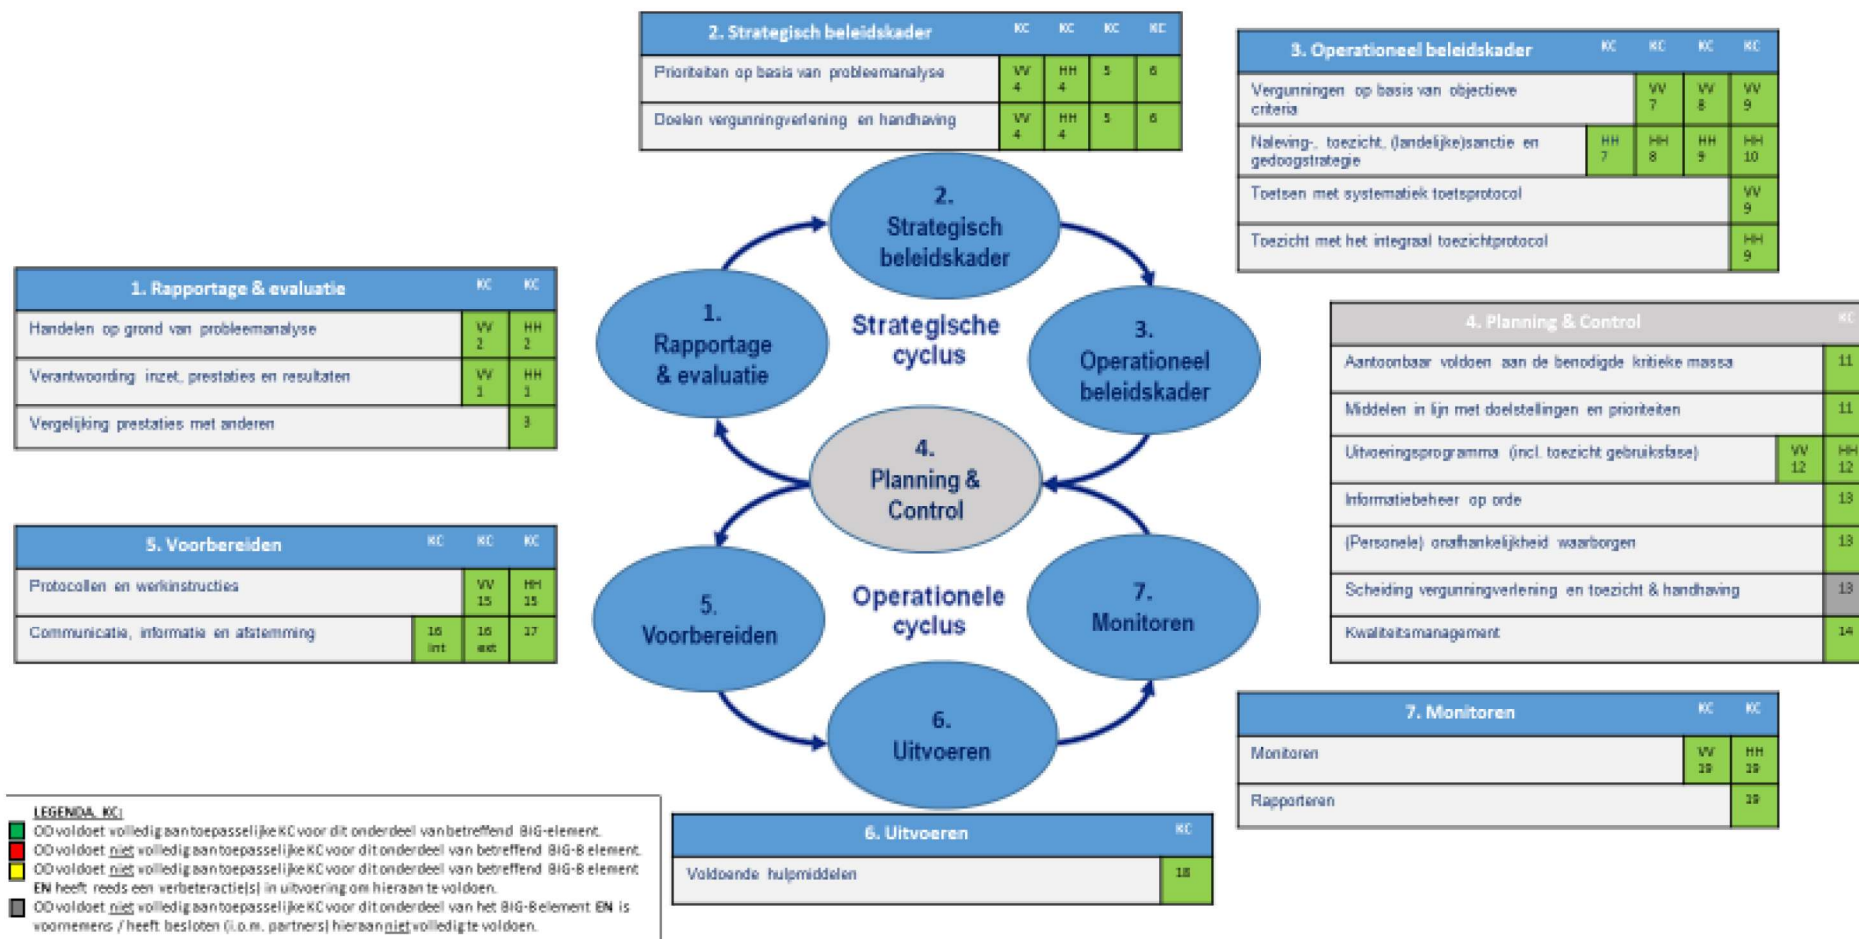 2. Strategisch beleidskader KC KC KC KC
Prioriteiten op basis van probleemanalyse VV 4 HH 4 5 6
Doelen vergunningverlening en handhaving VV 4 HH 4 5 6
3. Operationeel beleidskader KC KC KC KC
Vergunningen op basis van objectieve
criteria VV 7 VV 8 VV 9
Naleving-, toezicht, (landelijke)sanctie en
gedoogstrategie HH 7 HH 8 HH 9 HH 10
Toetsen met systematiek toetsprotocol VV 9
Toezicht met het integraal toezichtprotocol HH 9
1. Rapportage & evaluatie KC KC
Handelen op grond van probleemanalyse VV 2 HH 2
Verantwoording inzet, prestaties en resultaten VV 1 HH 1
Vergelijking prestaties met anderen 3
2.
Strategisch
beleidskader
1.
Rapportage
& evaluatie
Strategische
cyclus
3.
Operationeel
beleidskader
4.
Planning &
Control
5.
Voorbereiden
Operationele
cyclus
7.
Monitoren
6.
Uitvoeren
4. Planning & Control KC
Aantoonbaar voldoen aan de benodigde kritieke massa 11
Middelen in lijn met doelstellingen en prioriteiten 11
Uitvoeringsprogramma (incl. toezicht gebruiksfase) VV 12 HH 12
Informatiebeheer op orde 13
(Personele) onafhankelijkheid waarborgen 13
Scheiding vergunningverlening en toezicht & handhaving 13
Kwaliteitsmanagement 14
5. Voorbereiden KC KC KC
Protocollen en werkinstructies VV 15 HH 15
Communicatie, informatie en afstemming 16 int 16 ext 17
7. Monitoren KC KC
Monitoren VV 19 HH 19
Rapporteren 19
6. Uitvoeren KC
Voldoende hulpmiddelen 18
LEGENDA, KC:
OD voldoet volledig aan toepasselijke KC voor dit onderdeel van betreffend BIG-element.
OD voldoet niet volledig aan toepasselijke KC voor dit onderdeel van betreffend BIG-8 element.
OD voldoet niet volledig aan toepasselijke KC voor dit onderdeel van betreffend BIG-8 element
EN heeft reeds een verbeteractie(s) in uitvoering om hieraan te voldoen.
OD voldoet niet volledig aan toepasselijke KC voor dit onderdeel van het BIG-8 element EN is
voornemens / heeft besloten (i.o.m. partners) hieraan niet volledig te voldoen.